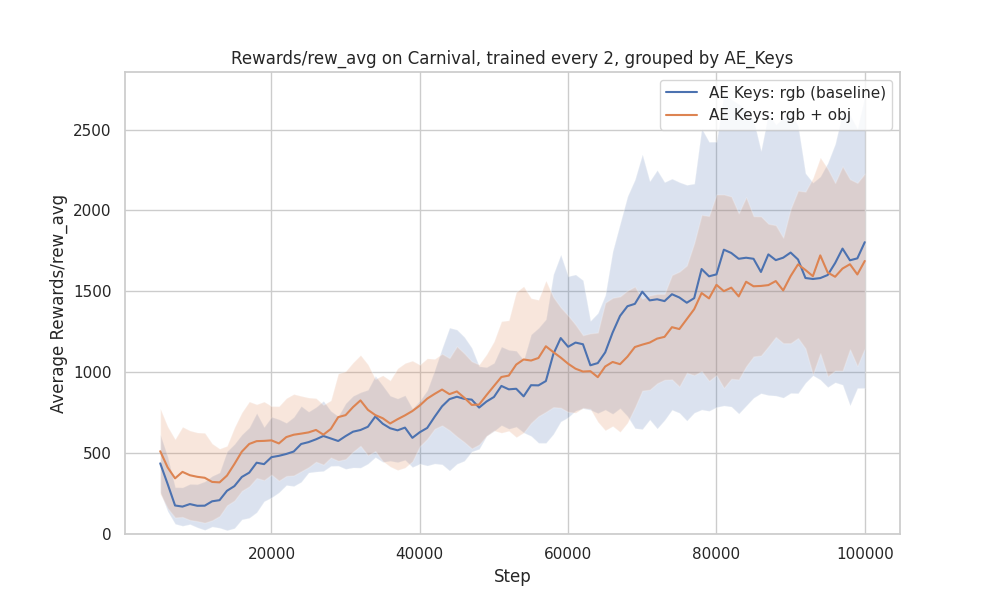 Rewards/rew_avg on Carnival, trained every 2, grouped by AE_Keys
AE Keys: rgb (baseline)
AE Keys: rgb + obj
Average Rewards/rew_avg
2500
2000
1500
1000
500
0
20000
40000
60000
80000
100000
Step